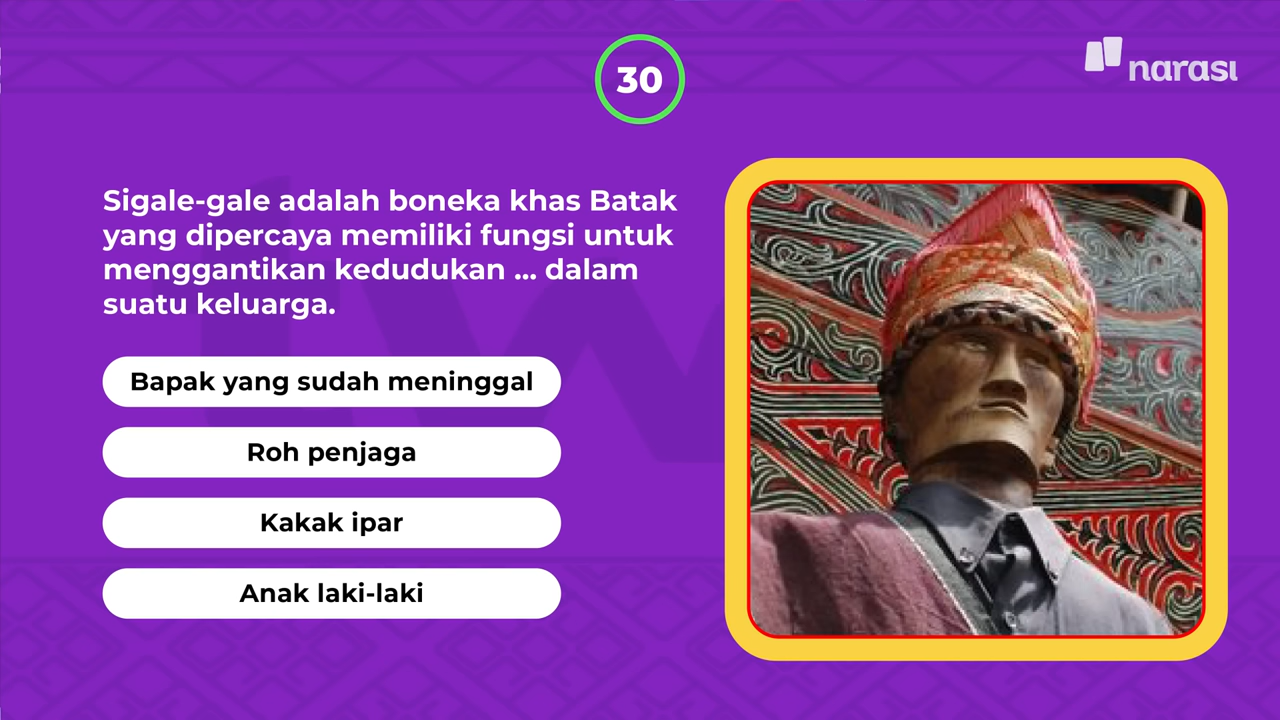 30
narasi
Sigale-gale adalah boneka khas Batak
yang dipercaya memiliki fungsi untuk
menggantikan kedudukan ... dalam
suatu keluarga.
Bapak yang sudah meninggal
Roh penjaga
Kakak ipar
Anak laki-laki